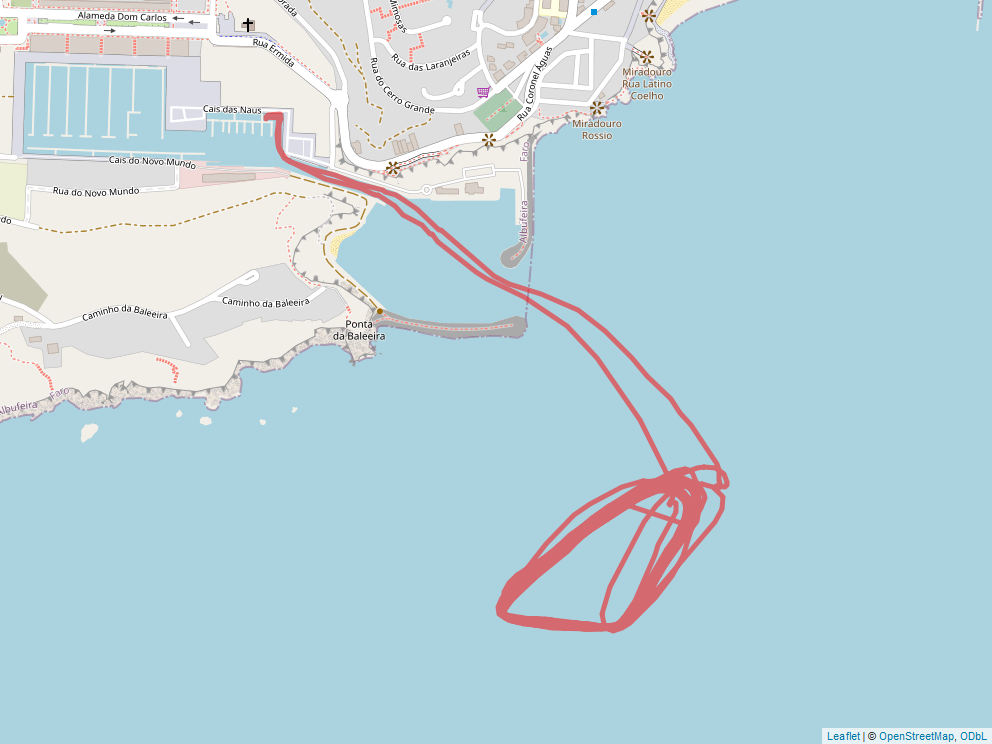 Alameda Dom Carlos
orada
Mimosas
Rua Ermida
Rua das Laranjeiras
Rua do Cerro Grande
Rua Coronel Águas
Miradouro
Rua Latino
Coelho
Miradouro
Rossio
Cais das Naus
Cais do Novo Mundo
Rua do Novo Mundo
ndo
Faro
Albufeira
Caminho da Baleeira
Caminho da Baleeira
Ponta
da Baleeira
Faro
Albufeira
Leaflet | © OpenStreetMap, ODbL